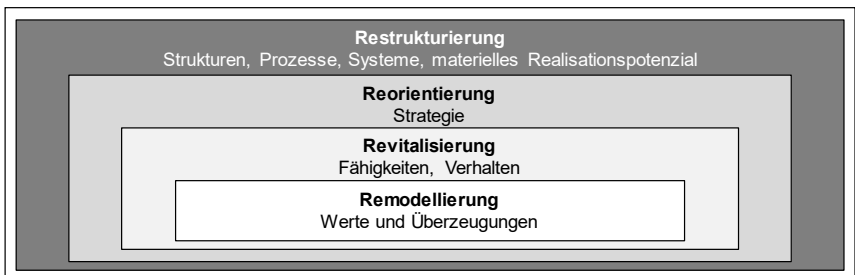 Restrukturierung
Strukturen, Prozesse, Systeme, materielles Realisationspotenzial
Reorientierung
Strategie
Revitalisierung
Fähigkeiten, Verhalten
Remodellierung
Werte und Überzeugungen